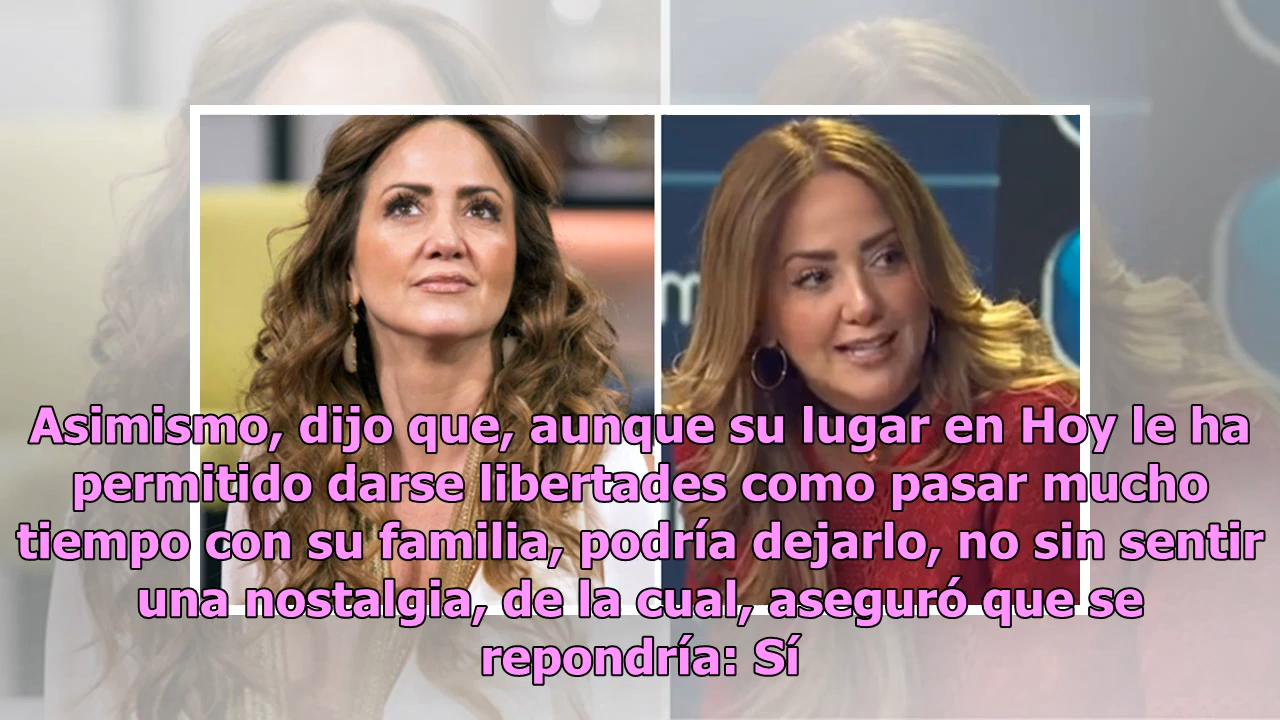 Asimismo, dijo que, aunque su lugar en Hoy le ha
permitido darse libertades como pasar mucho
tiempo con su familia, podría dejarlo, no sin sentir
una nostalgia, de la cual, aseguró que se
repondría: Sí